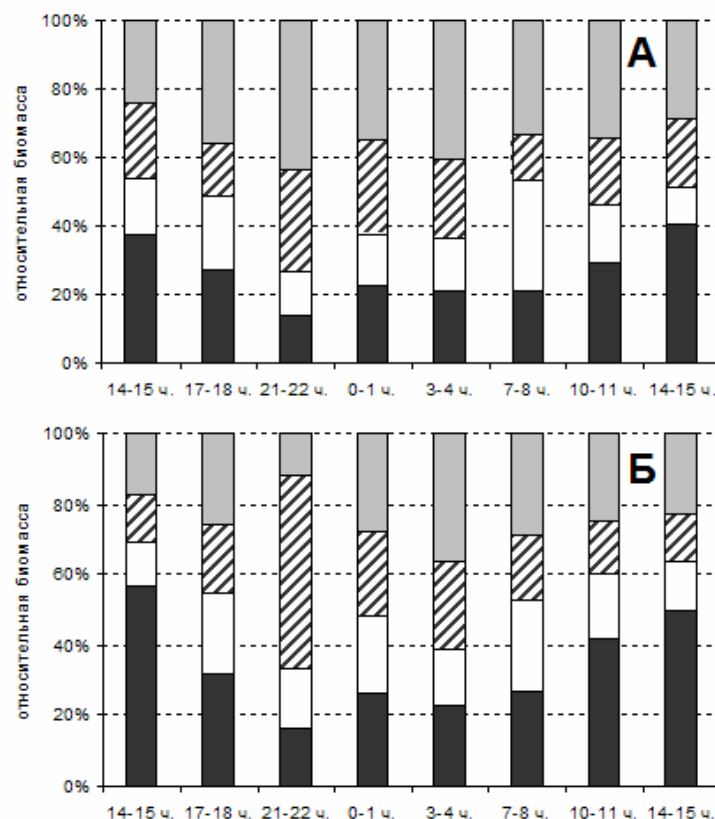 100%
А
80%
60%
40%
20%
0%
относительная биомасса
14-15 ч. 17-18 ч. 21-22 ч. 0-1 ч. 3-4 ч. 7-8 ч. 10-11 ч. 14-15 ч.
100%
Б
80%
60%
40%
20%
0%
относительная биомасса
14-15 ч. 17-18 ч. 21-22 ч. 0-1 ч. 3-4 ч. 7-8 ч. 10-11 ч. 14-15 ч.